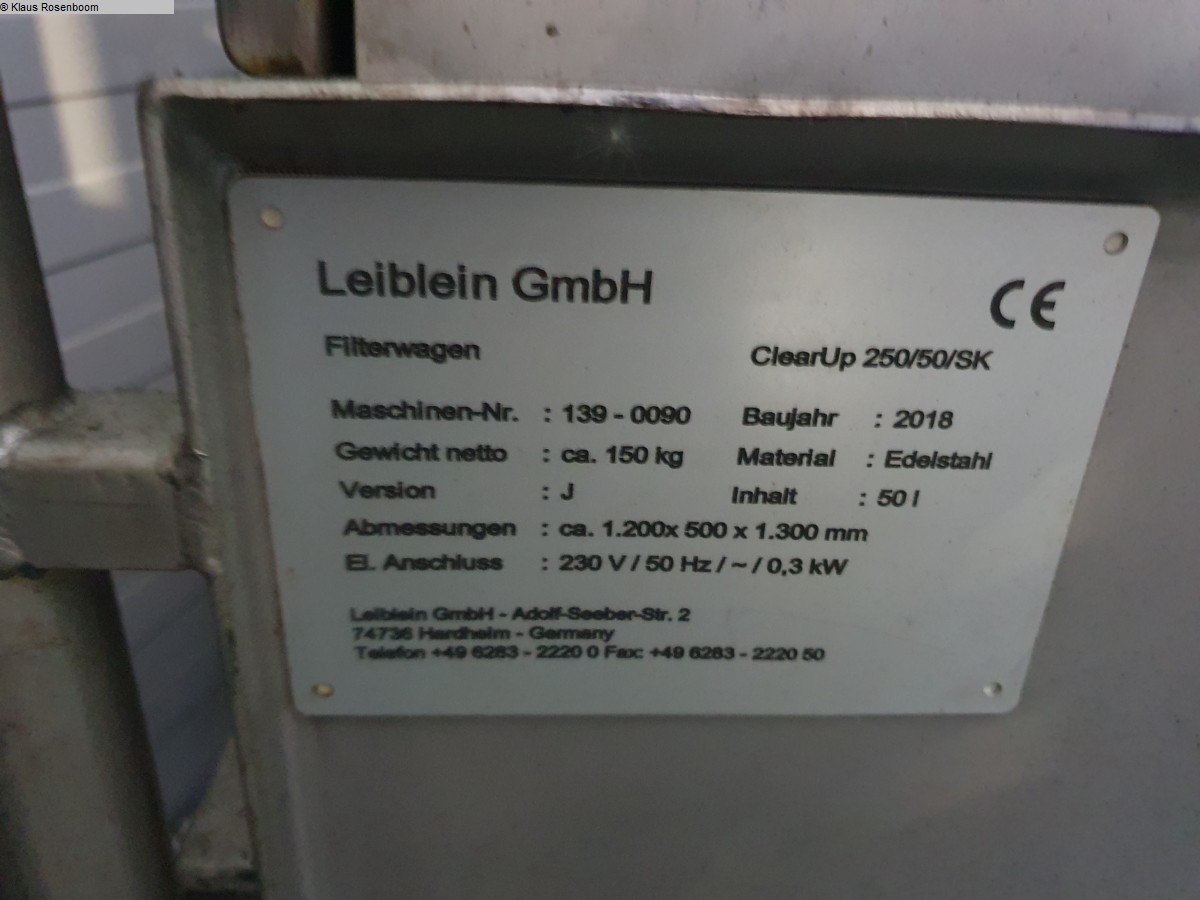 © Klaus Rosenboom
Leiblein GmbH CE
Filterwagen ClearUp 250/50/SK
Maschinen-Nr. : 139 - 0090 Baujahr : 2018
Gewicht netto : ca. 150 kg Material : Edelstahl
Version : J Inhalt : 50 l
Abmessungen : ca. 1.200x 500 x 1.300 mm
El. Anschluss : 230 V / 50 Hz / ~ / 0,3 kW
Leiblein GmbH - Adolf-Seeber-Str. 2
74736 Hardheim - Germany
Telefon +49 6283 - 2220 0 Fax: +49 6283 - 2220 50